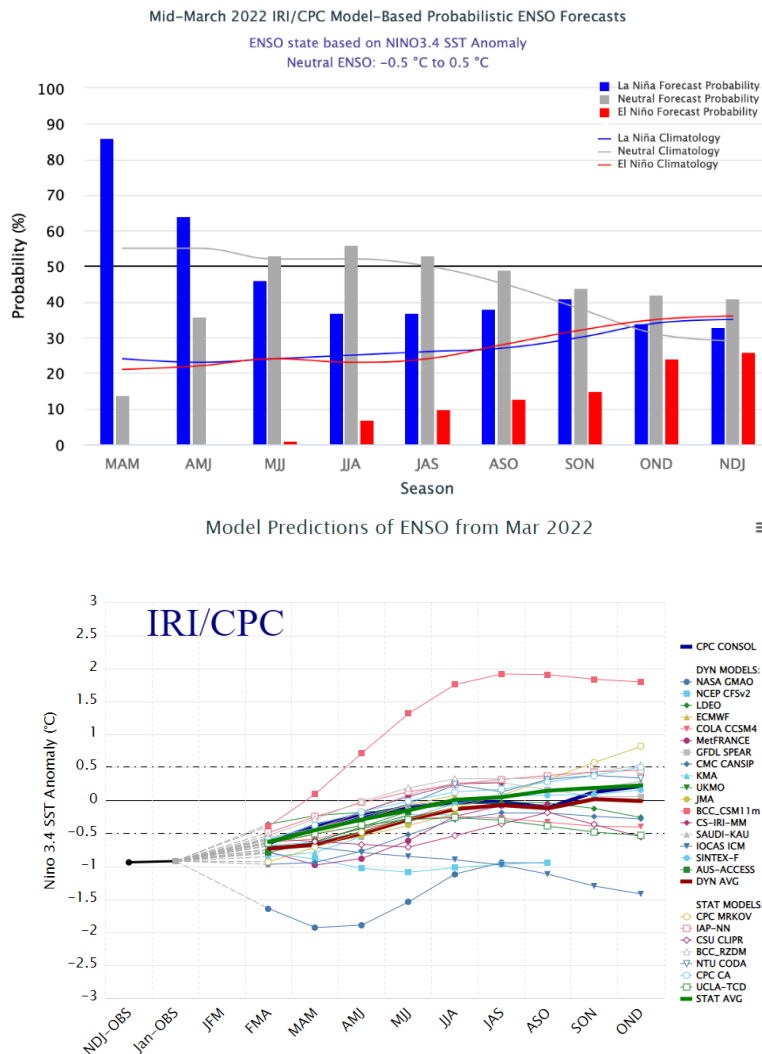 Mid-March 2022 IRI/CPC Model-Based Probabilistic ENSO Forecasts
ENSO state based on NINO3.4 SST Anomaly
Neutral ENSO: -0.5 °C to 0.5 °C
La Niña Forecast Probability
Neutral Forecast Probability
El Niño Forecast Probability
La Niña Climatology
Neutral Climatology
El Niño Climatology
Probability (%)
100
90
80
70
60
50
40
30
20
10
0
MAM AMJ MJJ JJA JAS ASO SON OND NDJ
Season
Model Predictions of ENSO from Mar 2022
IRI/CPC
Nino 3.4 SST Anomaly (°C)
3
2.5
2
1.5
1
0.5
0
-0.5
-1
-1.5
-2
-2.5
-3
NDJ-OBS Jan-OBS JFM FMA MAM AMJ MJJ JJA JAS ASO SON OND
CPC CONSOL
DYN MODELS:
NASA GMAO
NCEP CFSv2
LDEO
ECMWF
COLA CCSM4
MetFRANCE
GFDL SPEAR
CMC CANSIP
KMA
UKMO
JMA
BCC_CSM11m
CS-IRI-MM
SAUDI-KAU
IOCAS ICM
SINTEX-F
AUS-ACCESS
DYN AVG
STAT MODELS:
CPC MRKOV
IAP-NN
CSU CLIPR
BCC_RZDM
NTU CODA
CPC CA
UCLA-TCD
STAT AVG